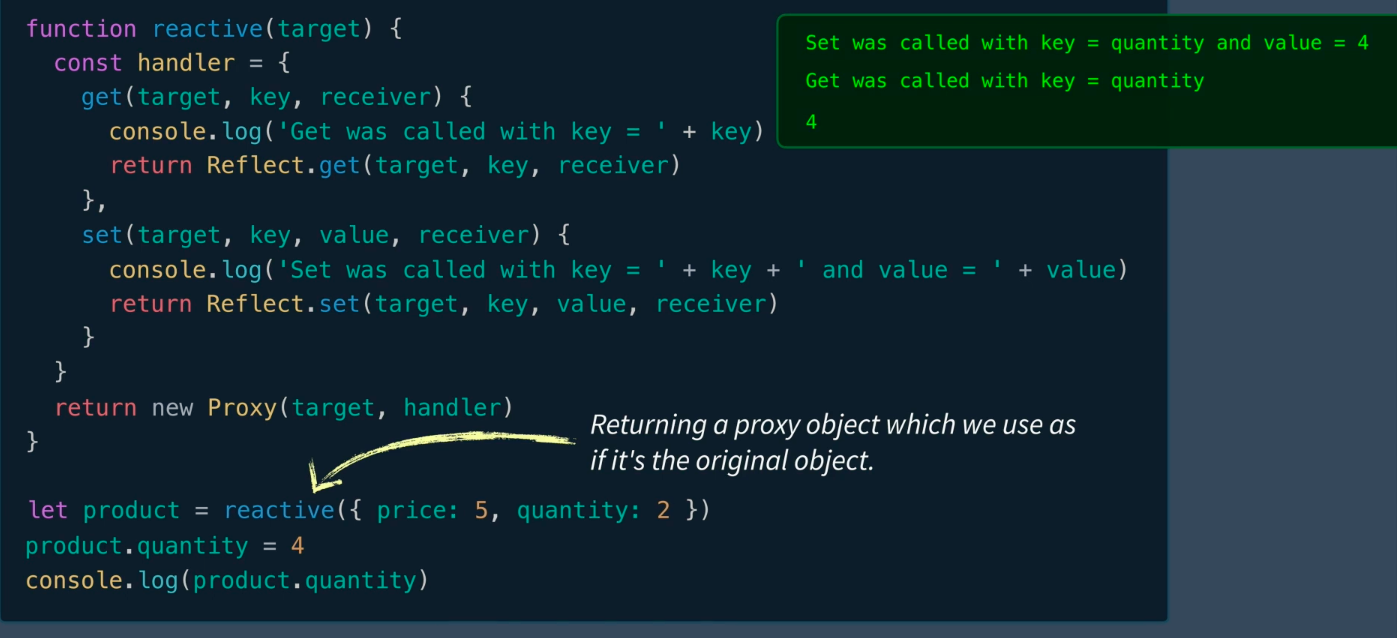 function reactive(target) {
  const handler = {
    get(target, key, receiver) {
      console.log('Get was called with key = ' + key)
      return Reflect.get(target, key, receiver)
    },
    set(target, key, value, receiver) {
      console.log('Set was called with key = ' + key + ' and value = ' + value)
      return Reflect.set(target, key, value, receiver)
    }
  }
  return new Proxy(target, handler)
}
let product = reactive({ price: 5, quantity: 2 })
product.quantity = 4
console.log(product.quantity)
Set was called with key = quantity and value = 4
Get was called with key = quantity
4
Returning a proxy object which we use as
if it's the original object.